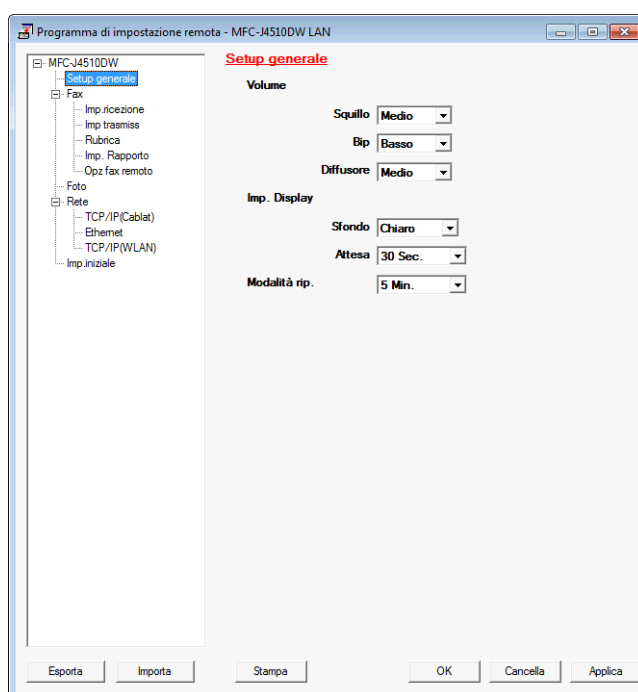 Programma di impostazione remota - MFC-J4510DW LAN
MFC-J4510DW
Setup generale
Fax
Imp.ricezione
Imp trasmiss
Rubrica
Imp. Rapporto
Opz fax remoto
Foto
Rete
TCP/IP(Cablat)
Ethernet
TCP/IP(WLAN)
Imp.iniziale
Setup generale
Volume
Squillo Medio
Bip Basso
Diffusore Medio
Imp. Display
Sfondo Chiaro
Attesa 30 Sec.
Modalità rip. 5 Min.
Esporta Importa Stampa OK Cancella Applica